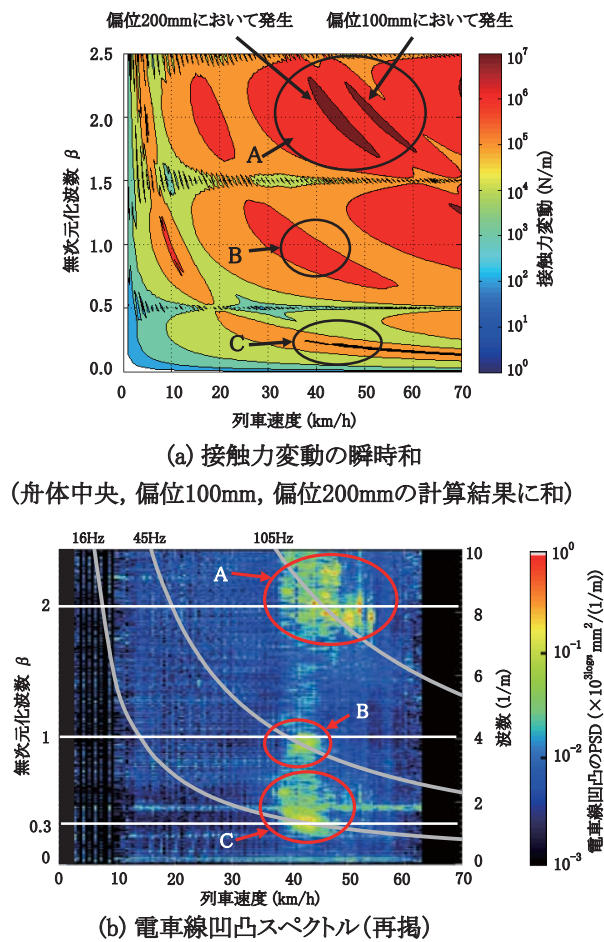 偏位200mmにおいて発生
偏位100mmにおいて発生
2.5
2.0
1.5
1.0
0.5
0.0
無次元化波数 β
A
B
C
0
10
20
30
40
50
60
70
列車速度 (km/h)
10⁷
10⁶
10⁵
10⁴
10³
10²
10¹
10⁰
接触力変動 (N/m)
(a) 接触力変動の瞬時和
(舟体中央, 偏位100mm, 偏位200mmの計算結果に和)
16Hz
45Hz
105Hz
2
1
0.3
0
無次元化波数 β
A
B
C
10
8
6
4
2
0
波数 (1/m)
0
10
20
30
40
50
60
70
列車速度 (km/h)
10⁰
10⁻¹
10⁻²
10⁻³
電車線凹凸のPSD (×10³ˡᵒᵍˢ mm²/(1/m))
(b) 電車線凹凸スペクトル(再掲)